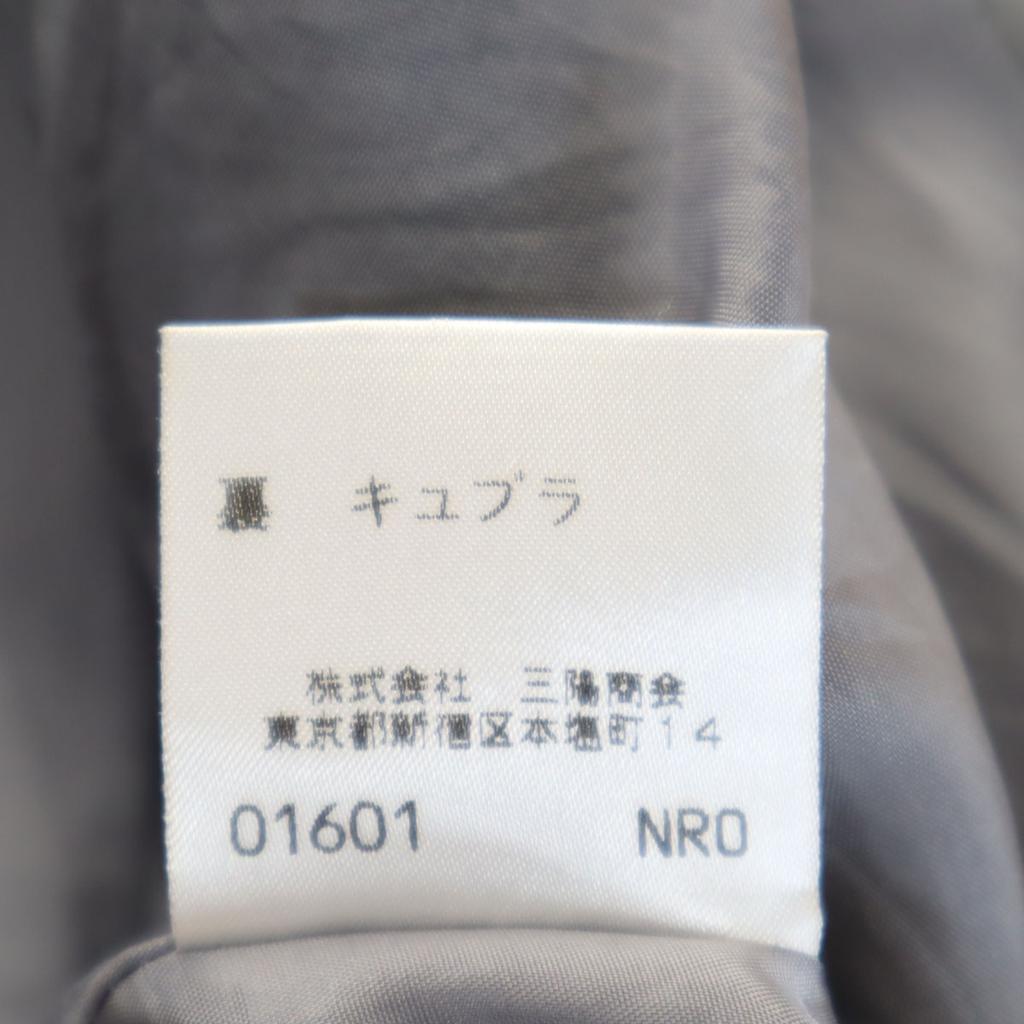 裏　キュプラ
株式会社　三陽商会
東京都新宿区本塩町14
01601　NRO